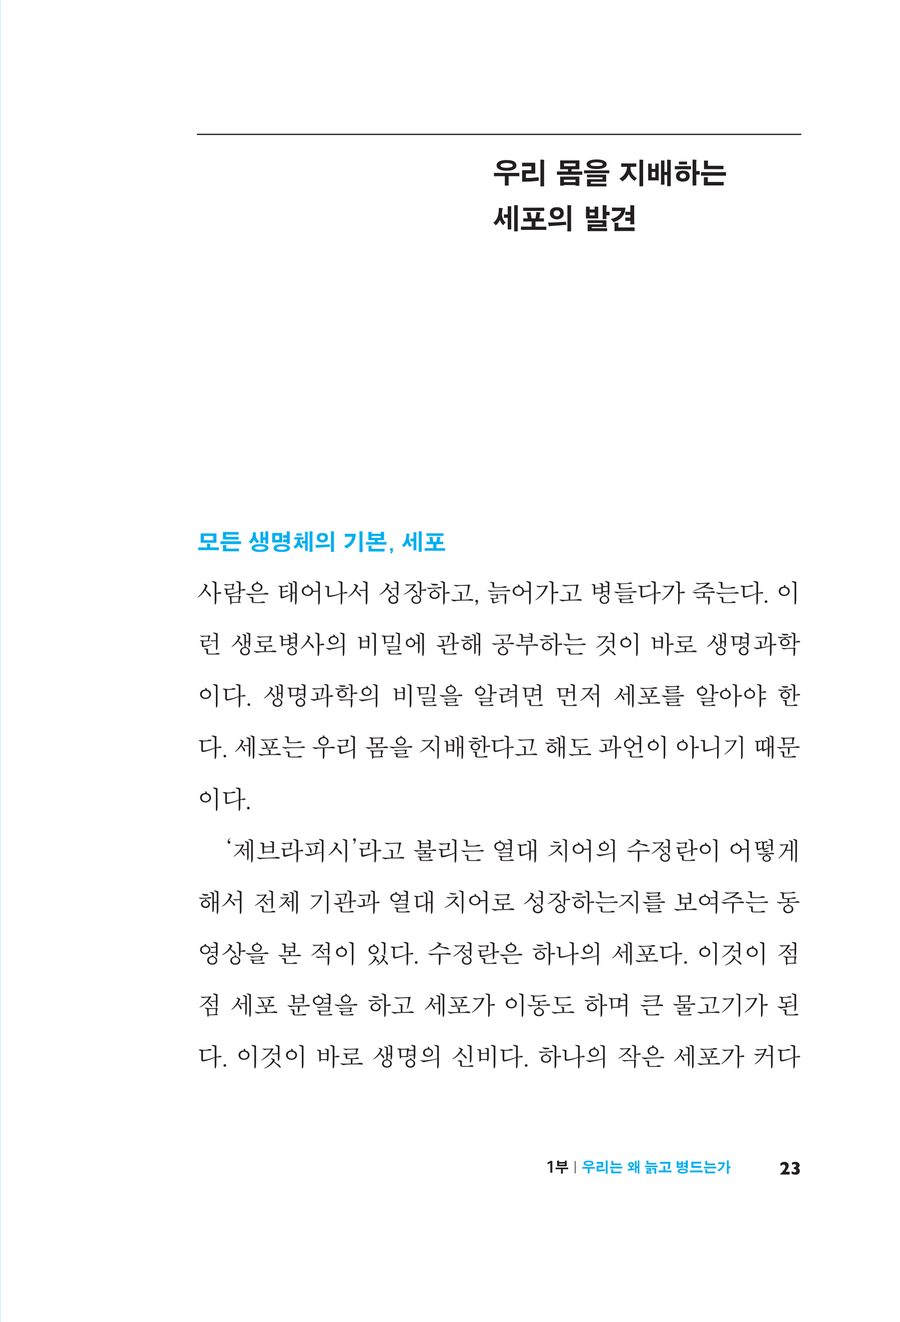 우리 몸을 지배하는
세포의 발견
모든 생명체의 기본, 세포
사람은 태어나서 성장하고, 늙어가고 병들다가 죽는다. 이
런 생로병사의 비밀에 관해 공부하는 것이 바로 생명과학
이다. 생명과학의 비밀을 알려면 먼저 세포를 알아야 한
다. 세포는 우리 몸을 지배한다고 해도 과언이 아니기 때문
이다.
‘제브라피시’라고 불리는 열대 치어의 수정란이 어떻게
해서 전체 기관과 열대 치어로 성장하는지를 보여주는 동
영상을 본 적이 있다. 수정란은 하나의 세포다. 이것이 점
점 세포 분열을 하고 세포가 이동도 하며 큰 물고기가 된
다. 이것이 바로 생명의 신비다. 하나의 작은 세포가 커다
1부 | 우리는 왜 늙고 병드는가 23